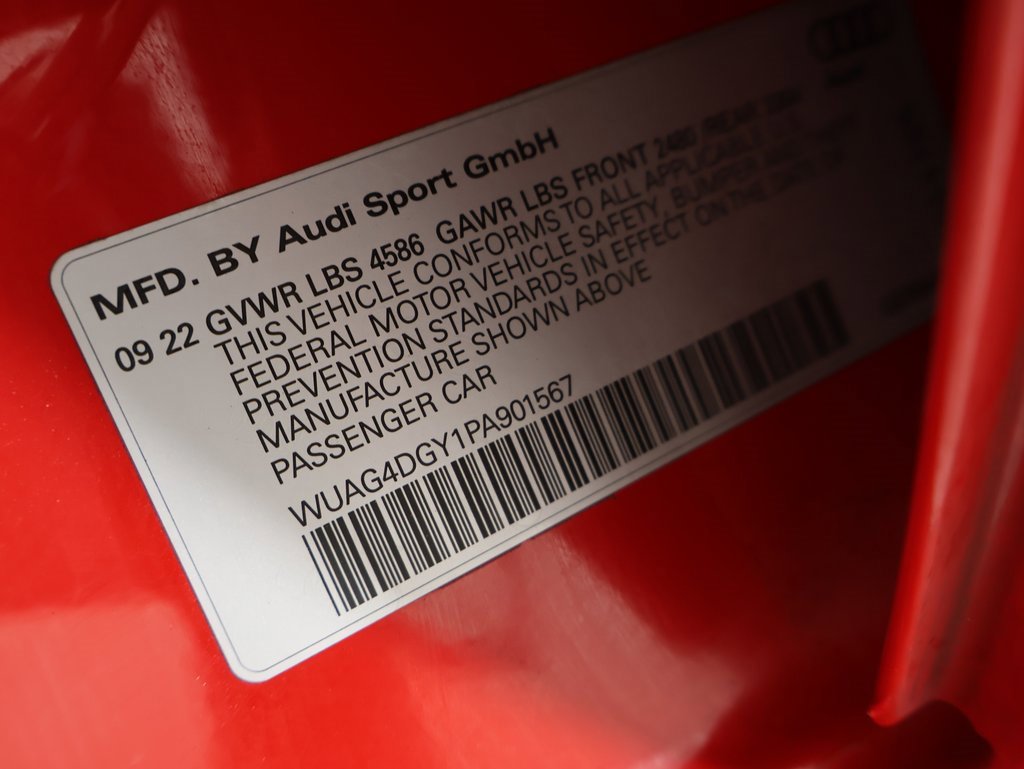 MFD. BY Audi Sport GmbH
09 22 GVWR LBS 4586 GAWR LBS FRONT 2480 REAR
THIS VEHICLE CONFORMS TO ALL APPLICABLE
FEDERAL MOTOR VEHICLE SAFETY, BUMPER AND
PREVENTION STANDARDS IN EFFECT ON THE DATE OF
MANUFACTURE SHOWN ABOVE
PASSENGER CAR
WUAG4DGY1PA901567